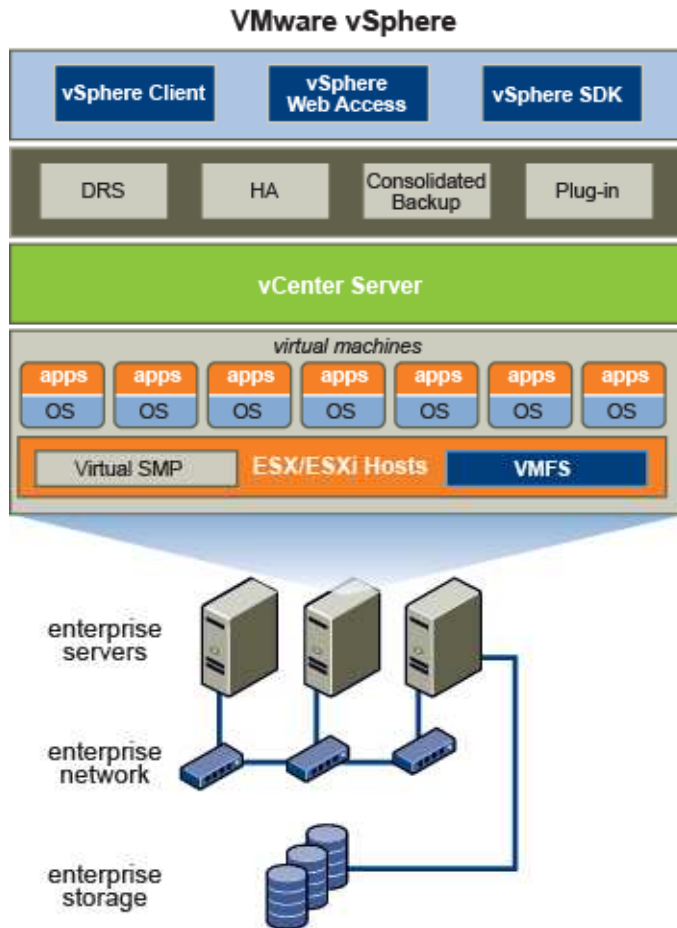 VMware vSphere
vSphere Client
vSphere
Web Access
vSphere SDK
DRS
HA
Consolidated
Backup
Plug-in
vCenter Server
virtual machines
apps apps apps apps apps apps apps
OS OS OS OS OS OS OS
Virtual SMP
ESX/ESXi Hosts
VMFS
enterprise
servers
enterprise
network
enterprise
storage